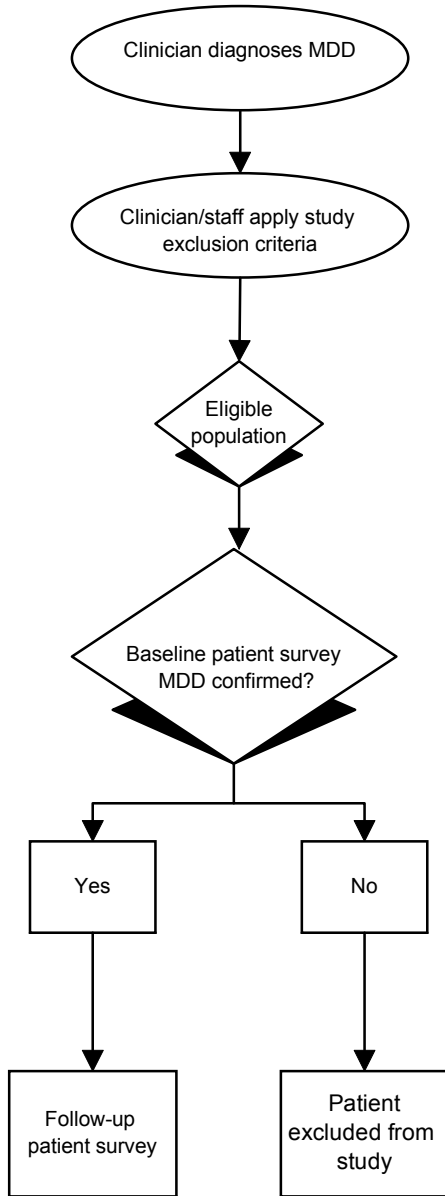 Clinician diagnoses MDD
Clinician/staff apply study
exclusion criteria
Eligible
population
Baseline patient survey
MDD confirmed?
Yes
No
Follow-up
patient survey
Patient
excluded from
study